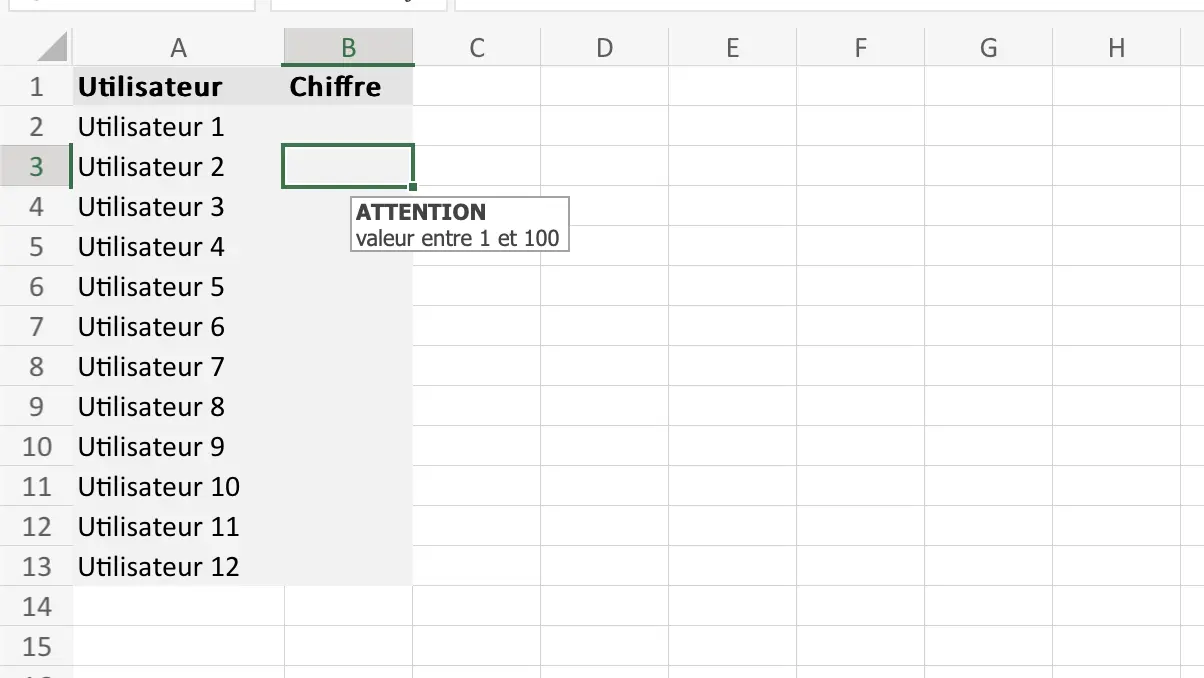 A B C D E F G H
1 Utilisateur Chiffre
2 Utilisateur 1
3 Utilisateur 2
4 Utilisateur 3
ATTENTION
valeur entre 1 et 100
5 Utilisateur 4
6 Utilisateur 5
7 Utilisateur 6
8 Utilisateur 7
9 Utilisateur 8
10 Utilisateur 9
11 Utilisateur 10
12 Utilisateur 11
13 Utilisateur 12
14
15